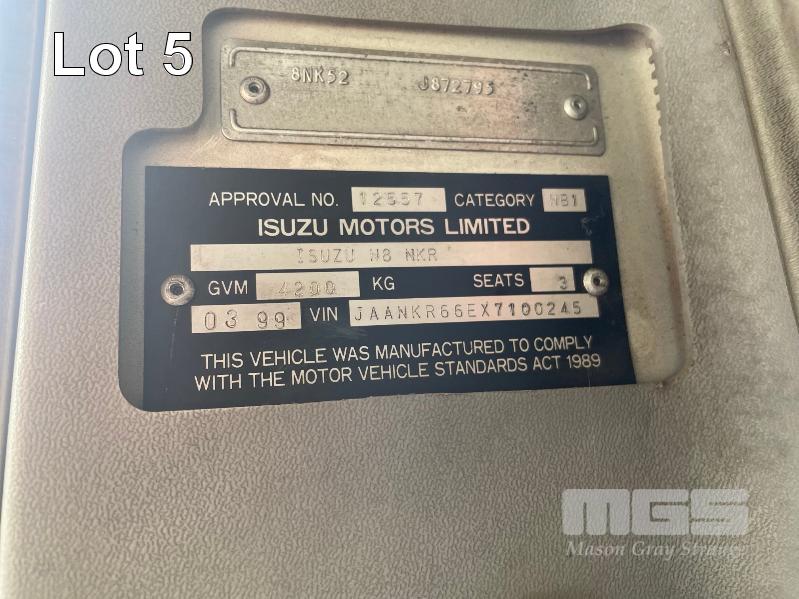 Lot 5
8NK52 J872795
APPROVAL NO. 12557 CATEGORY NB1
ISUZU MOTORS LIMITED
ISUZU N8 NKR
GVM 4200 KG SEATS 3
03 99 VIN JAANKR66EX7100245
THIS VEHICLE WAS MANUFACTURED TO COMPLY
WITH THE MOTOR VEHICLE STANDARDS ACT 1989
MGS
Mason Gray Strange